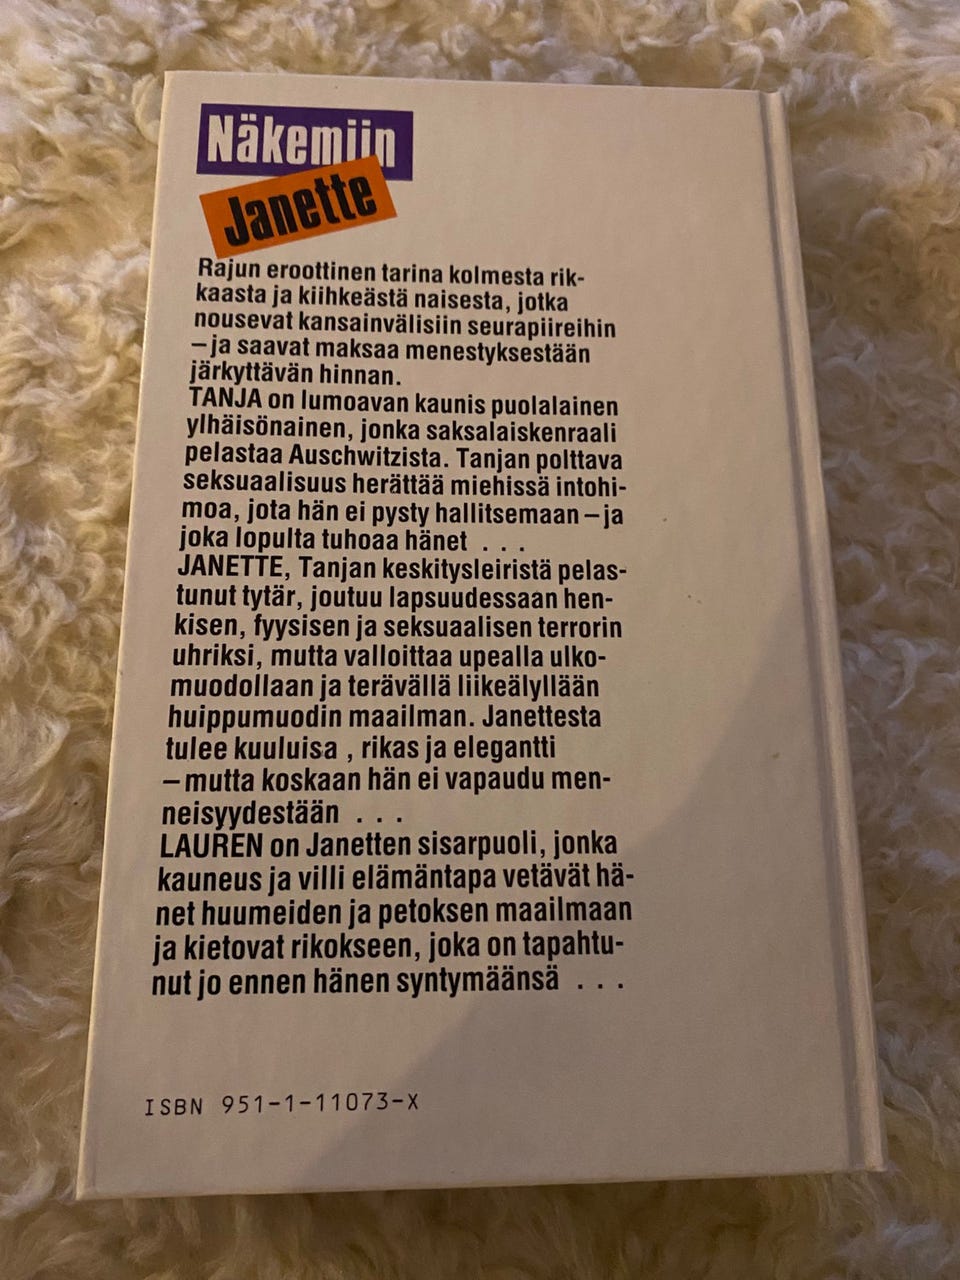 Näkemiin
Janette
Rajun eroottinen tarina kolmesta rik-
kaasta ja kiihkeästä naisesta, jotka
nousevat kansainvälisiin seurapiireihin
–ja saavat maksaa menestyksestään
järkyttävän hinnan.
TANJA on lumoavan kaunis puolalainen
ylhäisönainen, jonka saksalaiskenraali
pelastaa Auschwitzista. Tanjan polttava
seksuaalisuus herättää miehissä intohi-
moa, jota hän ei pysty hallitsemaan–ja
joka lopulta tuhoaa hänet . . .
JANETTE, Tanjan keskitysleiristä pelas-
tunut tytär, joutuu lapsuudessaan hen-
kisen, fyysisen ja seksuaalisen terrorin
uhriksi, mutta valloittaa upealla ulko-
muodollaan ja terävällä liikeälyllään
huippumuodin maailman. Janettesta
tulee kuuluisa , rikas ja elegantti
–mutta koskaan hän ei vapaudu men-
neisyydestään . . .
LAUREN on Janetten sisarpuoli, jonka
kauneus ja villi elämäntapa vetävät hä-
net huumeiden ja petoksen maailmaan
ja kietovat rikokseen, joka on tapahtu-
nut jo ennen hänen syntymäänsä . . .
ISBN 951-1-11073-X